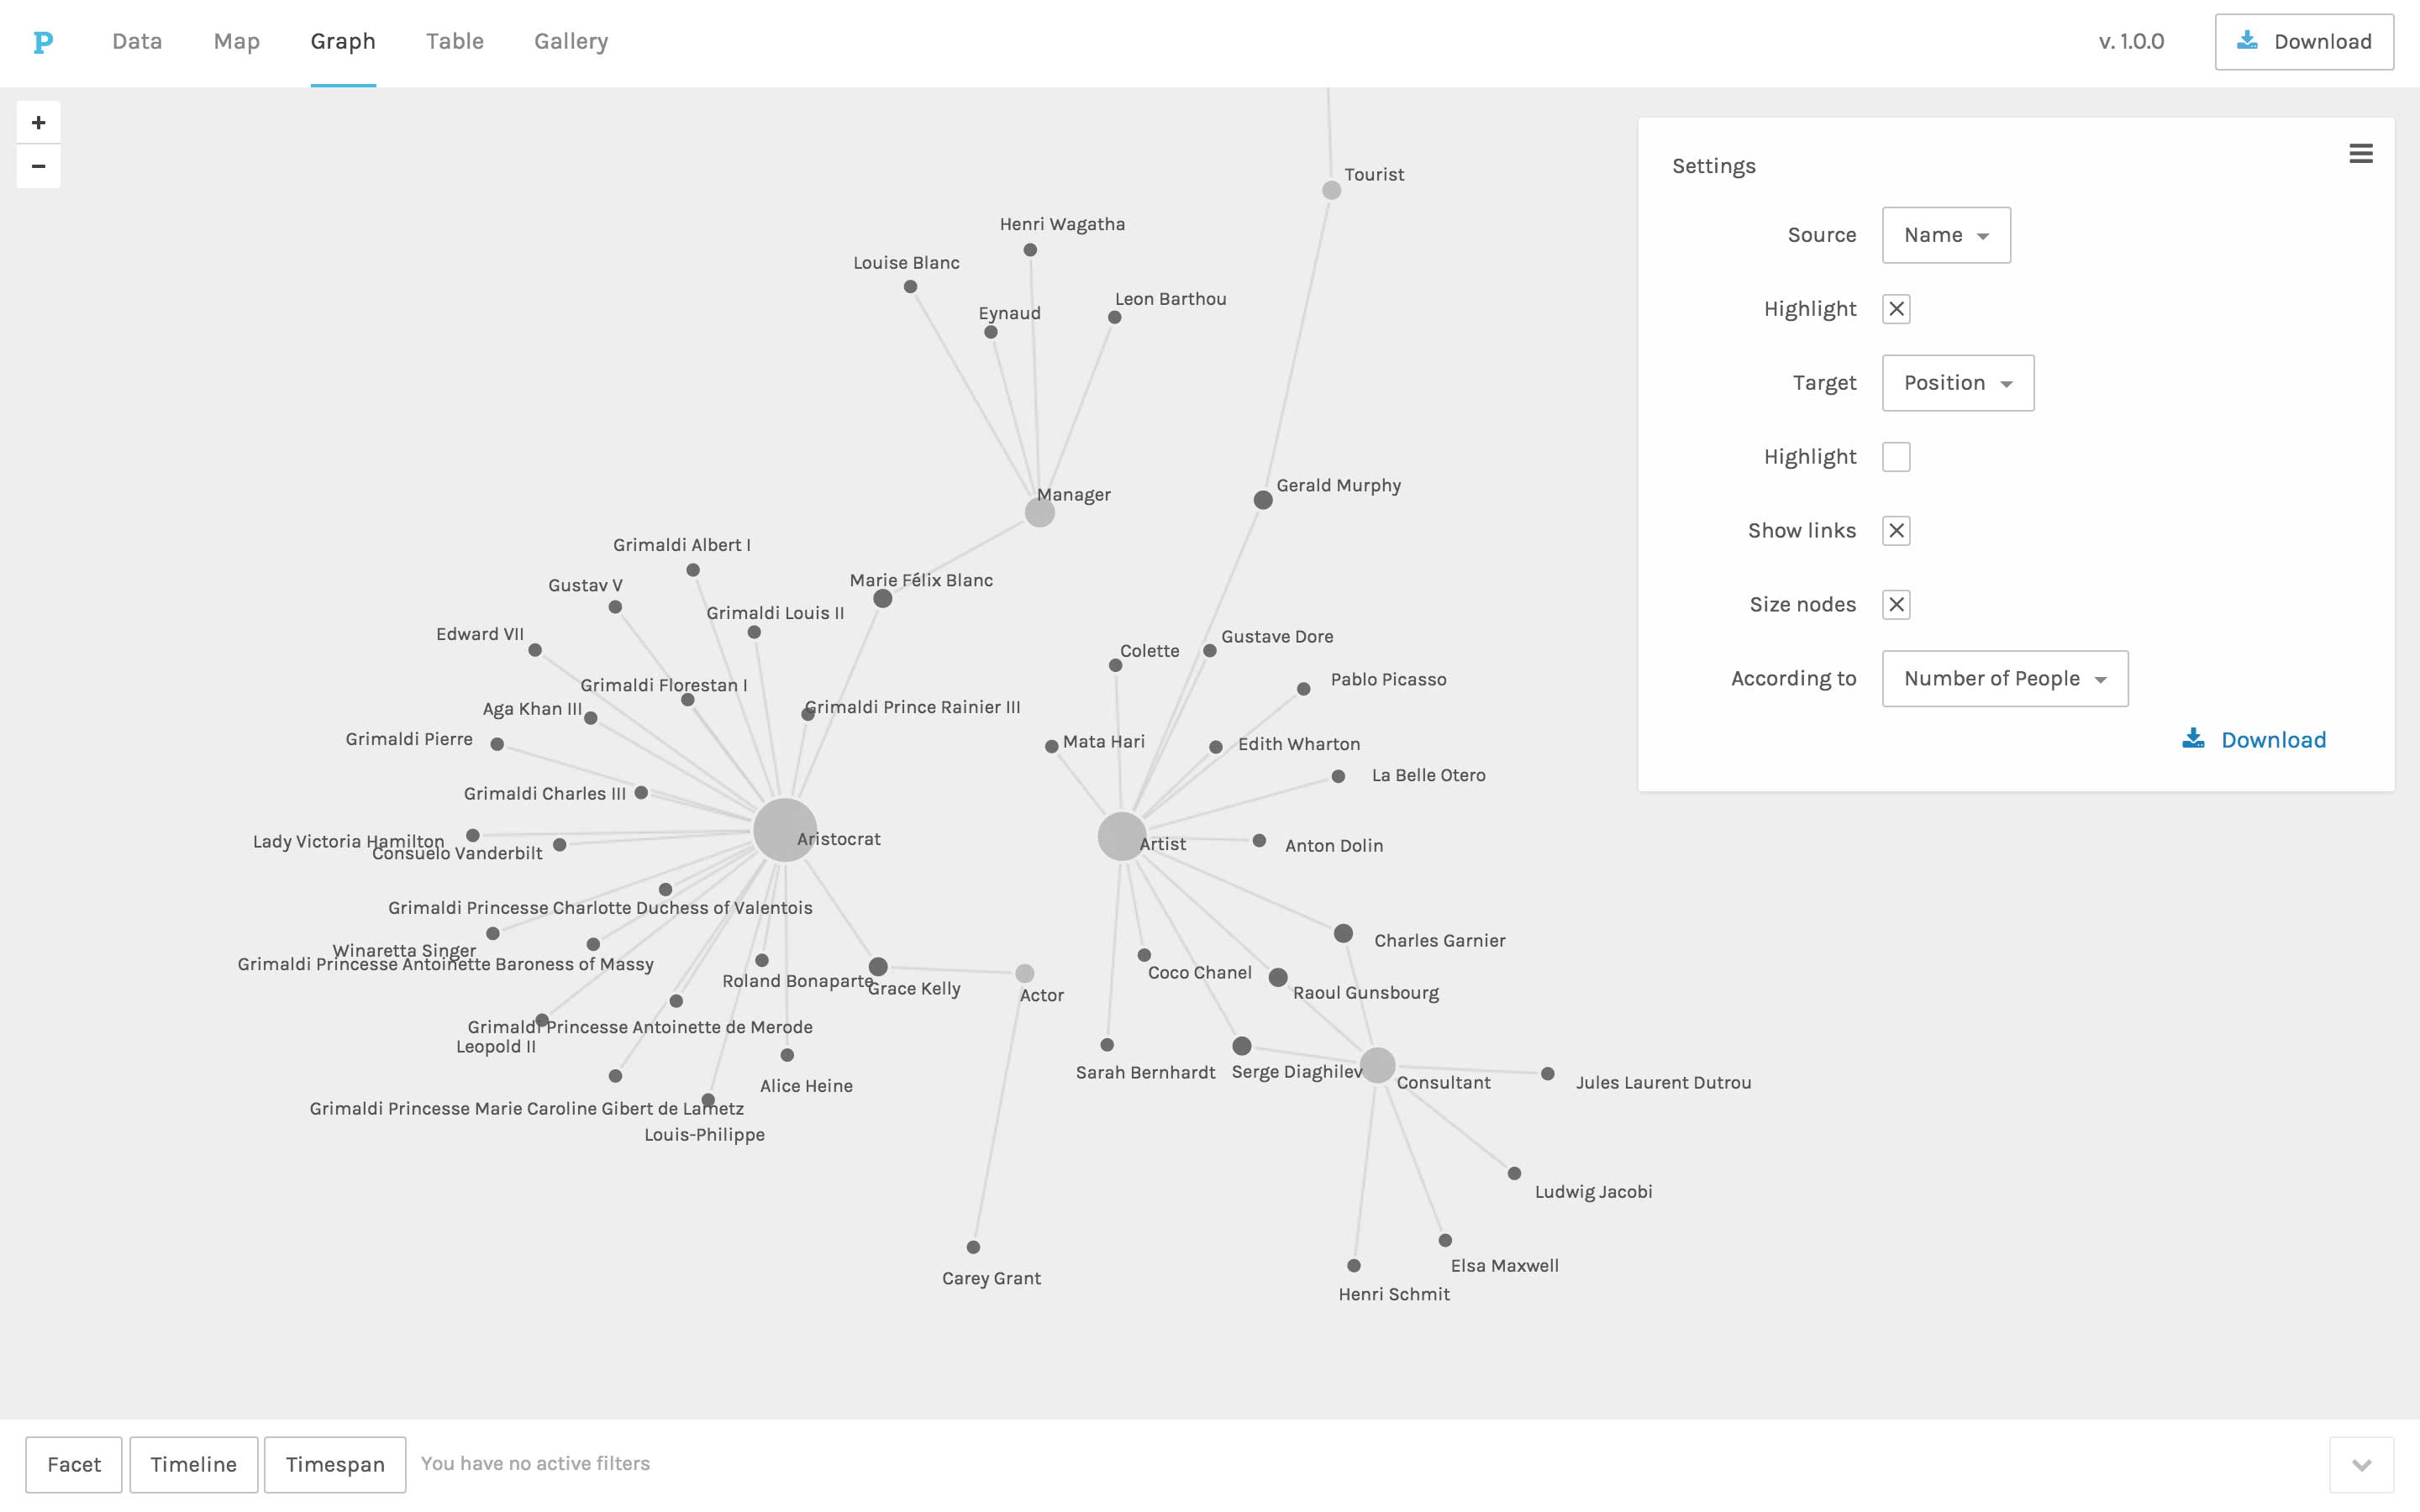 P Data Map Graph Table Gallery v. 1.0.0 Download
+
−
Settings
Source Name
Highlight
Target Position
Highlight
Show links
Size nodes
According to Number of People
Download
Tourist
Henri Wagatha
Louise Blanc
Leon Barthou
Eynaud
Gerald Murphy
Manager
Grimaldi Albert I
Marie Félix Blanc
Gustav V
Grimaldi Louis II
Edward VII
Gustave Dore
Colette
Pablo Picasso
Grimaldi Florestan I
Grimaldi Prince Rainier III
Aga Khan III
Grimaldi Pierre
Mata Hari
Edith Wharton
La Belle Otero
Grimaldi Charles III
Aristocrat
Lady Victoria Hamilton
Artist
Anton Dolin
Consuelo Vanderbilt
Grimaldi Princesse Charlotte Duchess of Valentois
Charles Garnier
Winaretta Singer
Grimaldi Princesse Antoinette Baroness of Massy
Coco Chanel
Roland Bonaparte
Grace Kelly
Actor
Raoul Gunsbourg
Grimaldi Princesse Antoinette de Merode
Leopold II
Sarah Bernhardt
Serge Diaghilev
Consultant
Jules Laurent Dutrou
Alice Heine
Grimaldi Princesse Marie Caroline Gibert de Lametz
Louis-Philippe
Ludwig Jacobi
Elsa Maxwell
Carey Grant
Henri Schmit
Facet Timeline Timespan You have no active filters